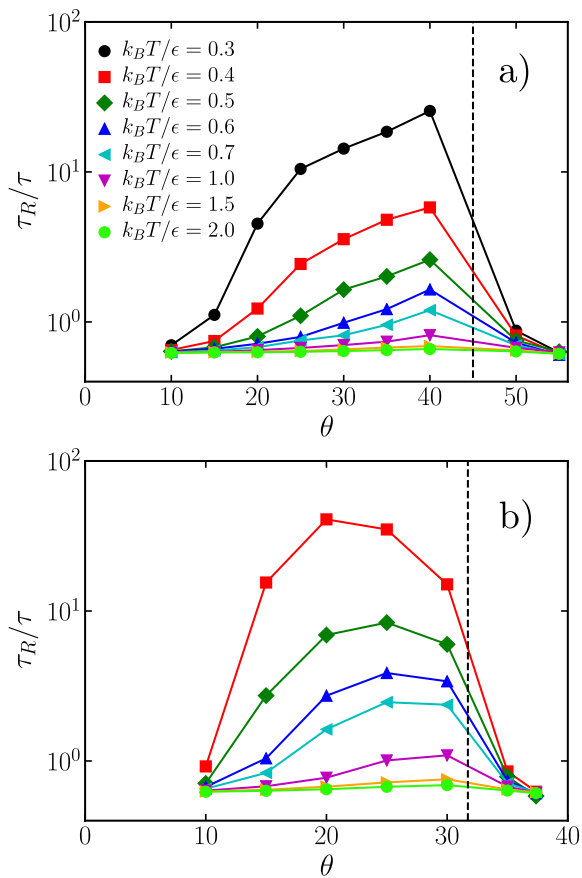 10²
a)
k_BT/ϵ = 0.3
k_BT/ϵ = 0.4
k_BT/ϵ = 0.5
k_BT/ϵ = 0.6
k_BT/ϵ = 0.7
k_BT/ϵ = 1.0
k_BT/ϵ = 1.5
k_BT/ϵ = 2.0
10¹
τ_R/τ
10⁰
0 10 20 30 40 50
θ
10²
b)
10¹
τ_R/τ
10⁰
0 10 20 30 40
θ